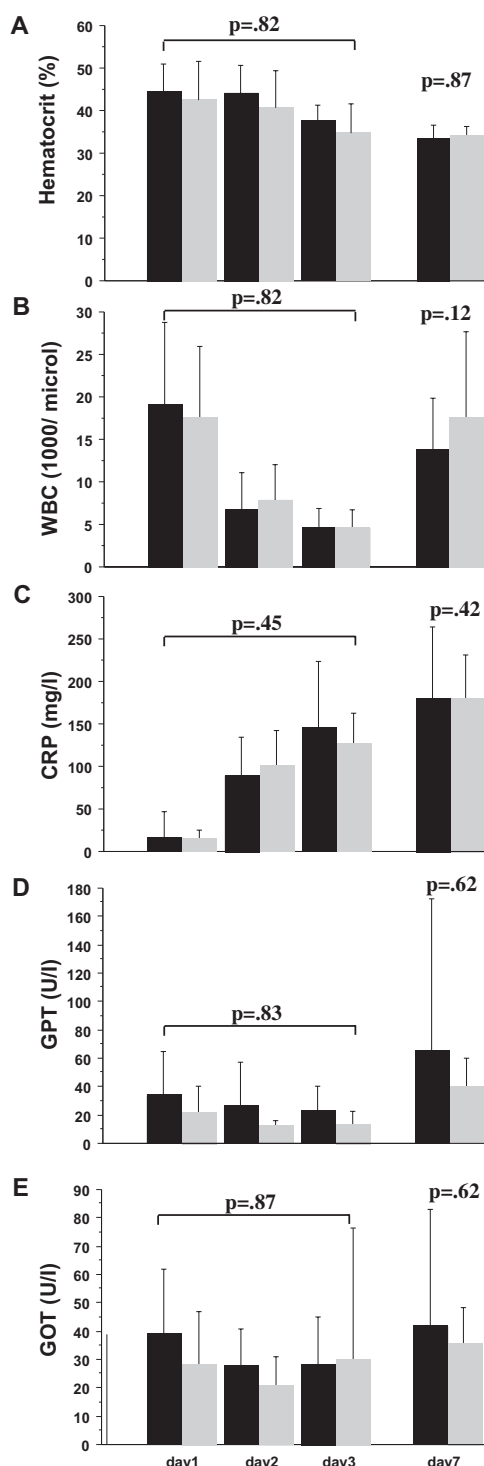 A
Hematocrit (%)
60
50
40
30
20
10
0
p=.82
p=.87
B
WBC (1000/ microl)
30
25
20
15
10
5
0
p=.82
p=.12
C
CRP (mg/l)
300
250
200
150
100
50
0
p=.45
p=.42
D
GPT (U/l)
180
160
140
120
100
80
60
40
20
0
p=.83
p=.62
E
GOT (U/l)
90
80
70
60
50
40
30
20
10
0
p=.87
p=.62
day1 day2 day3 day7